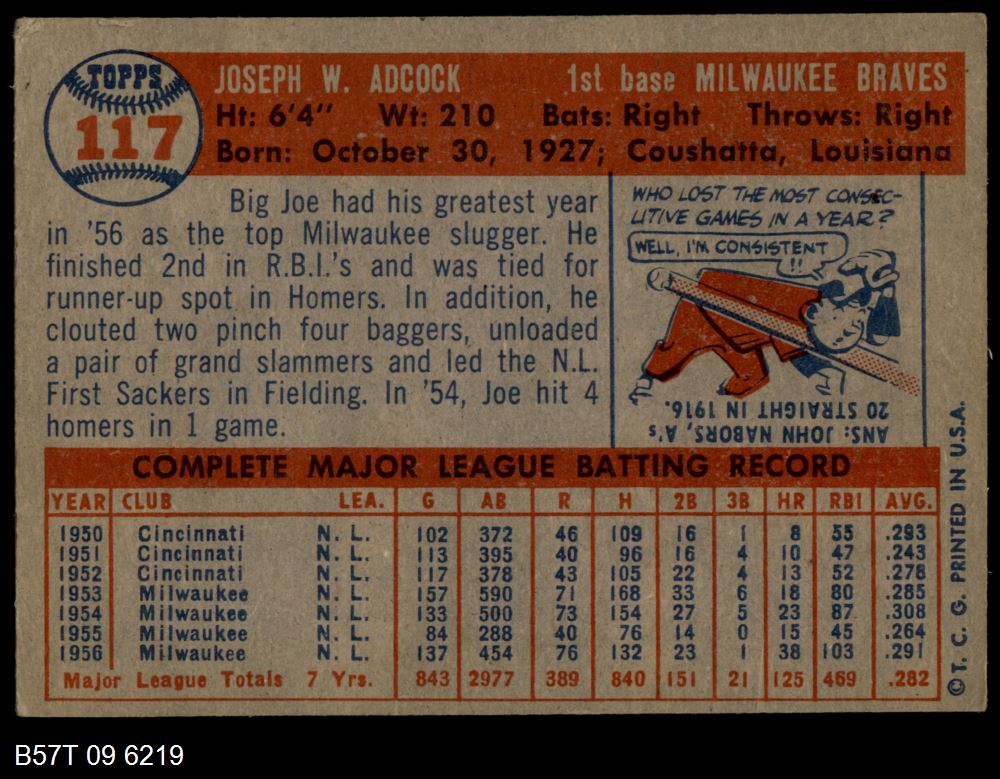 TOPPS
117
JOSEPH W. ADCOCK 1st base MILWAUKEE BRAVES
Ht: 6'4" Wt: 210 Bats: Right Throws: Right
Born: October 30, 1927; Coushatta, Louisiana
Big Joe had his greatest year
in '56 as the top Milwaukee slugger. He
finished 2nd in R.B.I.'s and was tied for
runner-up spot in Homers. In addition, he
clouted two pinch four baggers, unloaded
a pair of grand slammers and led the N.L.
First Sackers in Fielding. In '54, Joe hit 4
homers in 1 game.
WHO LOST THE MOST CONSEC-
UTIVE GAMES IN A YEAR?
WELL, I'M CONSISTENT
!!
ANS: JOHN NABORS, A's
20 STRAIGHT IN 1916.
COMPLETE MAJOR LEAGUE BATTING RECORD
YEAR CLUB LEA. G AB R H 2B 3B HR RBI AVG.
1950 Cincinnati N. L. 102 372 46 109 16 1 8 55 .293
1951 Cincinnati N. L. 113 395 40 96 16 4 10 47 .243
1952 Cincinnati N. L. 117 378 43 105 22 4 13 52 .278
1953 Milwaukee N. L. 157 590 71 168 33 6 18 80 .285
1954 Milwaukee N. L. 133 500 73 154 27 5 23 87 .308
1955 Milwaukee N. L. 84 288 40 76 14 0 15 45 .264
1956 Milwaukee N. L. 137 454 76 132 23 1 38 103 .291
Major League Totals 7 Yrs. 843 2977 389 840 151 21 125 469 .282
© T. C. G. PRINTED IN U.S.A.
B57T 09 6219